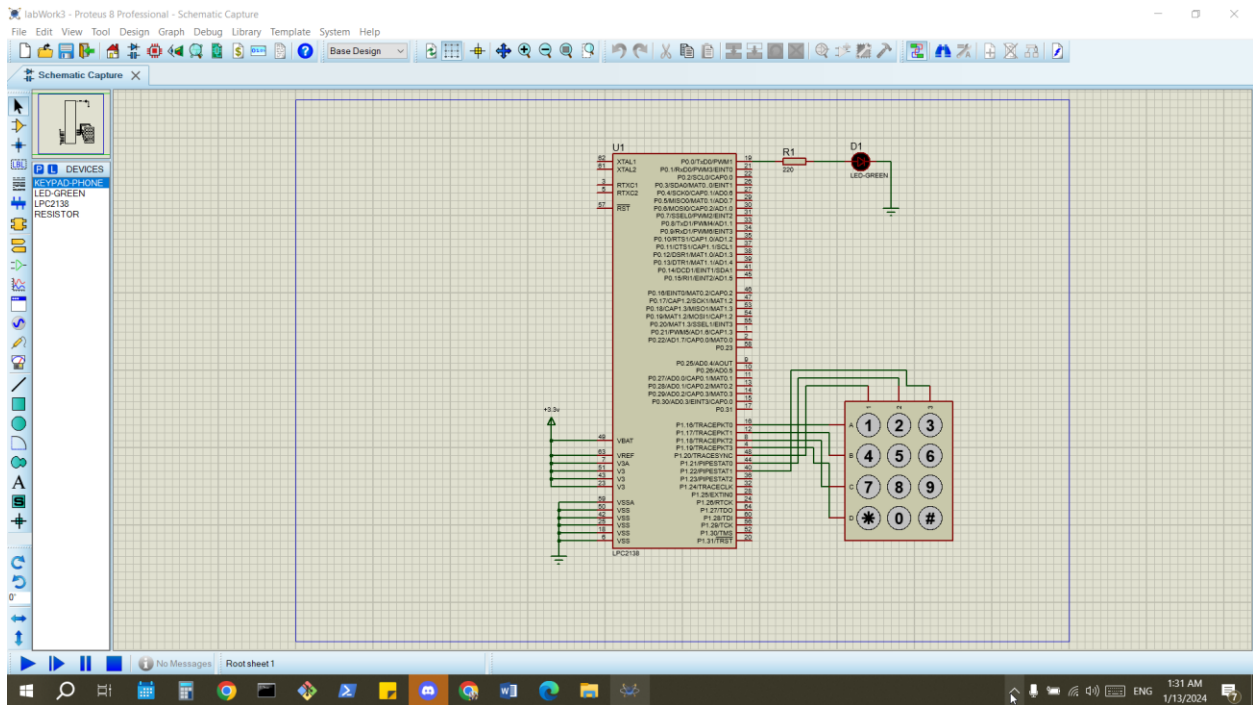 labWork3 - Proteus 8 Professional - Schematic Capture
File Edit View Tool Design Graph Debug Library Template System Help
Base Design
Schematic Capture
P L DEVICES
KEYPAD-PHONE
LED-GREEN
LPC2138
RESISTOR
U1
XTAL1
XTAL2
RTXC1
RTXC2
RST
VBAT
VREF
V3A
V3
V3
V3
VSSA
VSS
VSS
VSS
VSS
VSS
+3.3v
P0.0/TxD0/PWM1
P0.1/RxD0/PWM3/EINT0
P0.2/SCL0/CAP0.0
P0.3/SDA0/MAT0.0/EINT1
P0.4/SCK0/CAP0.1/AD0.6
P0.5/MISO0/MAT0.1/AD0.7
P0.6/MOSI0/CAP0.2/AD1.0
P0.7/SSEL0/PWM2/EINT2
P0.8/TxD1/PWM4/AD1.1
P0.9/RxD1/PWM6/EINT3
P0.10/RTS1/CAP1.0/AD1.2
P0.11/CTS1/CAP1.1/SCL1
P0.12/DSR1/MAT1.0/AD1.3
P0.13/DTR1/MAT1.1/AD1.4
P0.14/DCD1/EINT1/SDA1
P0.15/RI1/EINT2/AD1.5
P0.16/EINT0/MAT0.2/CAP0.2
P0.17/CAP1.2/SCK1/MAT1.2
P0.18/CAP1.3/MISO1/MAT1.3
P0.19/MAT1.2/MOSI1/CAP1.2
P0.20/MAT1.3/SSEL1/EINT3
P0.21/PWM5/AD1.6/CAP1.3
P0.22/AD1.7/CAP0.0/MAT0.0
P0.23
P0.25/AD0.4/AOUT
P0.26/AD0.5
P0.27/AD0.0/CAP0.1/MAT0.1
P0.28/AD0.1/CAP0.2/MAT0.2
P0.29/AD0.2/CAP0.3/MAT0.3
P0.30/AD0.3/EINT3/CAP0.0
P0.31
P1.16/TRACEPKT0
P1.17/TRACEPKT1
P1.18/TRACEPKT2
P1.19/TRACEPKT3
P1.20/TRACESYNC
P1.21/PIPESTAT0
P1.22/PIPESTAT1
P1.23/PIPESTAT2
P1.24/TRACECLK
P1.25/EXTIN0
P1.26/RTCK
P1.27/TDO
P1.28/TDI
P1.29/TCK
P1.30/TMS
P1.31/TRST
LPC2138
R1
220
D1
LED-GREEN
1 2 3
A 1 2 3
B 4 5 6
C 7 8 9
D * 0 #
No Messages Root sheet 1
ENG
1:31 AM
1/13/2024